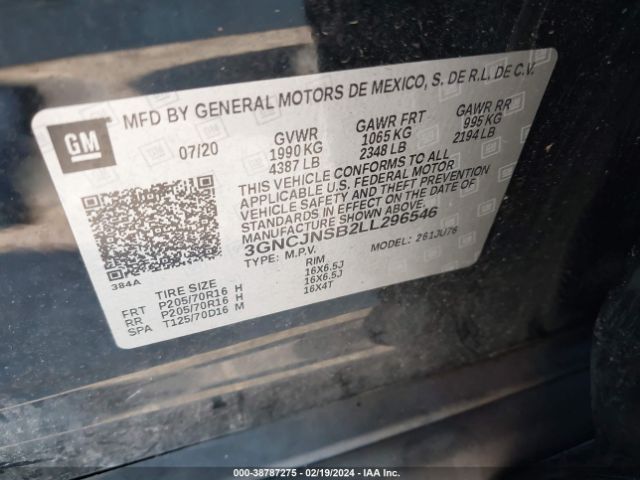 MFD BY GENERAL MOTORS DE MEXICO, S. DE R.L. DE C.V.
GM
07/20
GVWR
1990 KG
4387 LB
GAWR FRT
1065 KG
2348 LB
GAWR RR
995 KG
2194 LB
THIS VEHICLE CONFORMS TO ALL
APPLICABLE U.S. FEDERAL MOTOR
VEHICLE SAFETY AND THEFT PREVENTION
STANDARDS IN EFFECT ON THE DATE OF
MANUFACTURE SHOWN ABOVE.
3GNCJNSB2LL296546
TYPE: M.P.V. MODEL: 261JU76
384A
TIRE SIZE RIM
FRT P205/70R16 H 16X6.5J
RR P205/70R16 H 16X6.5J
SPA T125/70D16 M 16X4T
000-38787275 - 02/19/2024 - IAA Inc.